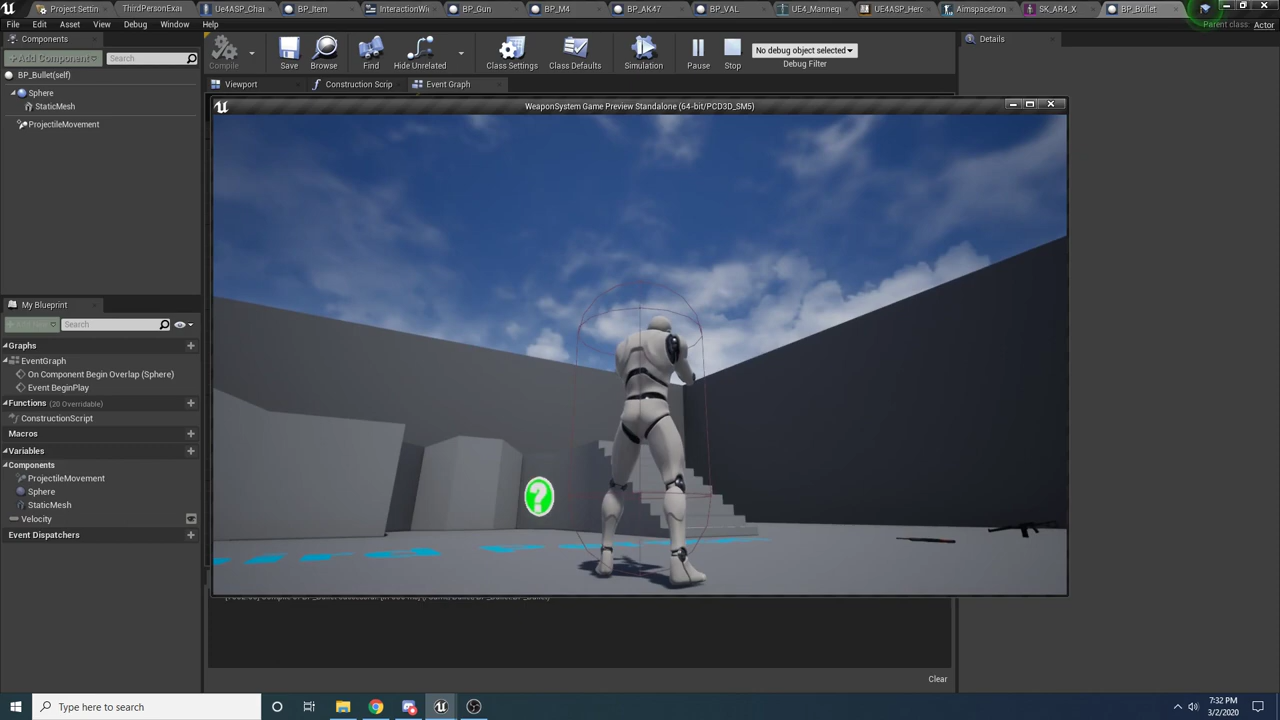 Project Settin
ThirdPersonExai
Ue4ASP_Chai
BP_Item
InteractionWi
BP_Gun
BP_M4
BP_AK47
BP_VAL
UE4_Mannequ
UE4ASP_Herc
AimspaceIron
SK_AR4_X
BP_Bullet
File Edit Asset View Debug Window Help
Parent class: Actor
Components
Details
+Add Component
Search
Compile
Save
Browse
Find
Hide Unrelated
Class Settings
Class Defaults
Simulation
Pause
Stop
No debug object selected
Debug Filter
BP_Bullet(self)
Viewport
Construction Scrip
Event Graph
Sphere
StaticMesh
ProjectileMovement
WeaponSystem Game Preview Standalone (64-bit/PCD3D_SM5)
My Blueprint
Search
Graphs
EventGraph
On Component Begin Overlap (Sphere)
Event BeginPlay
Functions (20 Overridable)
ConstructionScript
Macros
Variables
Components
ProjectileMovement
Sphere
StaticMesh
Velocity
Event Dispatchers
?
Clear
Type here to search
7:32 PM
3/2/2020